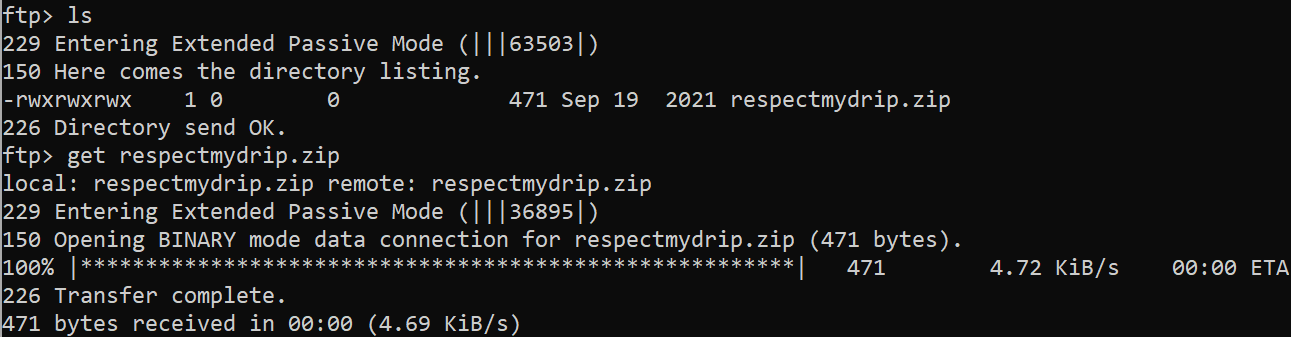 ftp> ls
229 Entering Extended Passive Mode (|||63503|)
150 Here comes the directory listing.
-rwxrwxrwx    1 0        0             471 Sep 19  2021 respectmydrip.zip
226 Directory send OK.
ftp> get respectmydrip.zip
local: respectmydrip.zip remote: respectmydrip.zip
229 Entering Extended Passive Mode (|||36895|)
150 Opening BINARY mode data connection for respectmydrip.zip (471 bytes).
100% |*******************************************************|   471        4.72 KiB/s    00:00 ETA
226 Transfer complete.
471 bytes received in 00:00 (4.69 KiB/s)